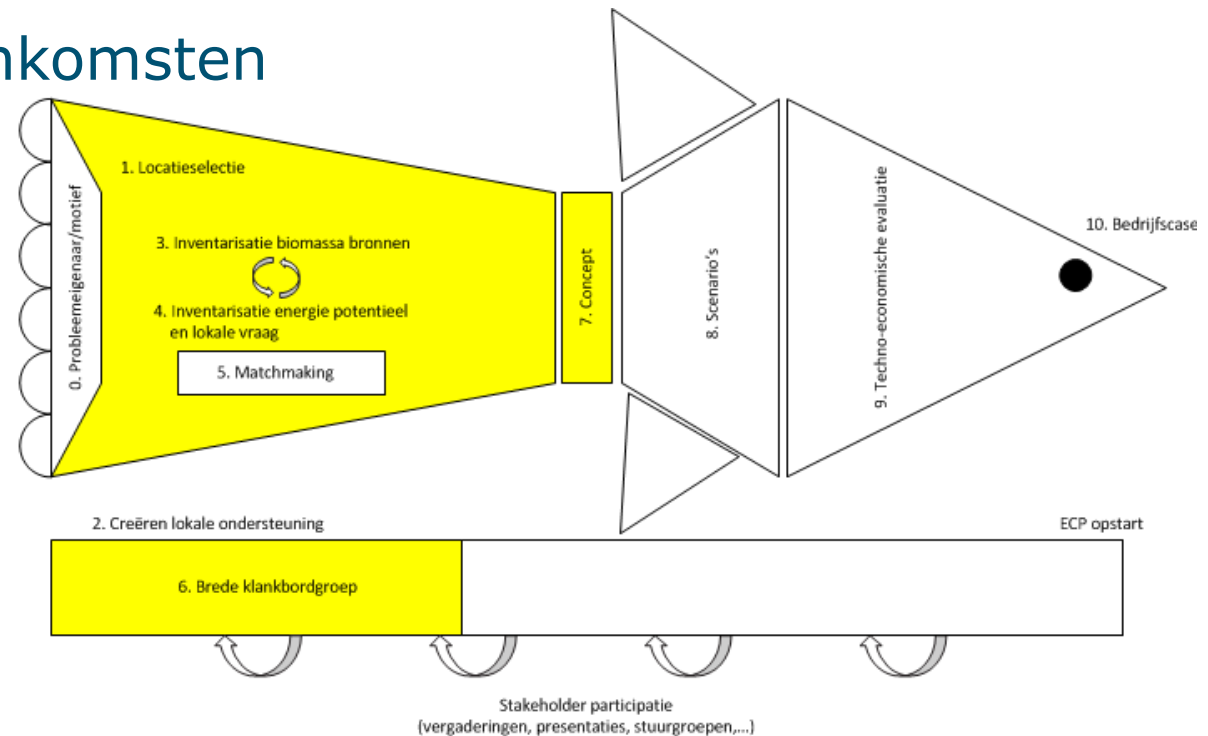 nkomsten
0. Probleemeigenaar/motief
1. Locatieselectie
3. Inventarisatie biomassa bronnen
4. Inventarisatie energie potentieel
en lokale vraag
5. Matchmaking
7. Concept
8. Scenario's
9. Techno-economische evaluatie
10. Bedrijfscase
2. Creëren lokale ondersteuning
ECP opstart
6. Brede klankbordgroep
Stakeholder participatie
(vergaderingen, presentaties, stuurgroepen,...)